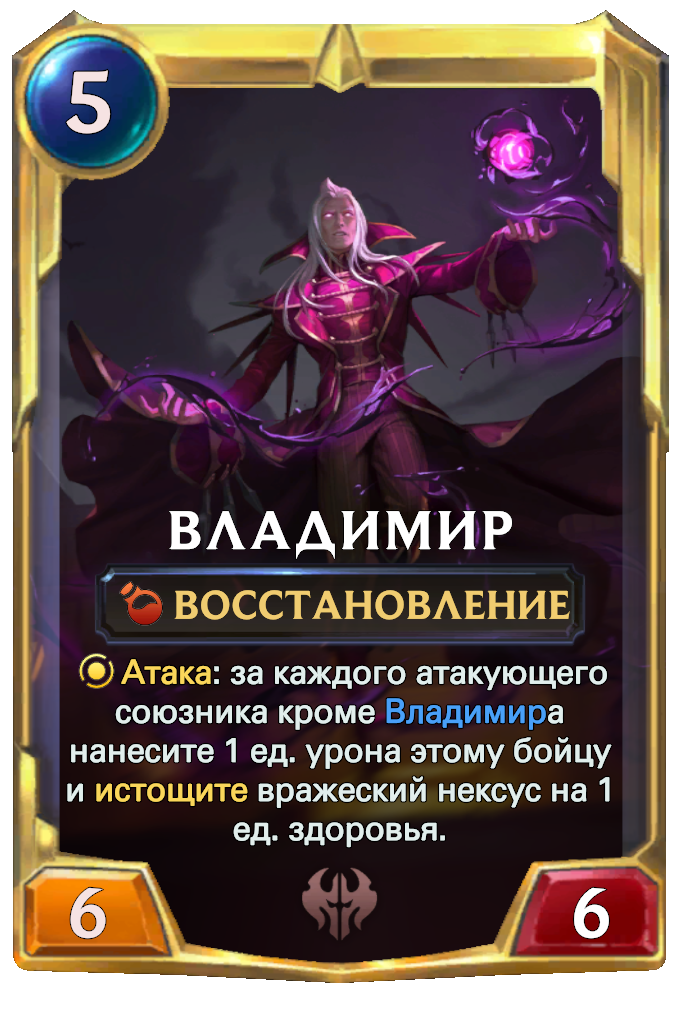 5
ВЛАДИМИР
ВОССТАНОВЛЕНИЕ
Атака: за каждого атакующего
союзника кроме Владимира
нанесите 1 ед. урона этому бойцу
и истощите вражеский нексус на 1
ед. здоровья.
6
6